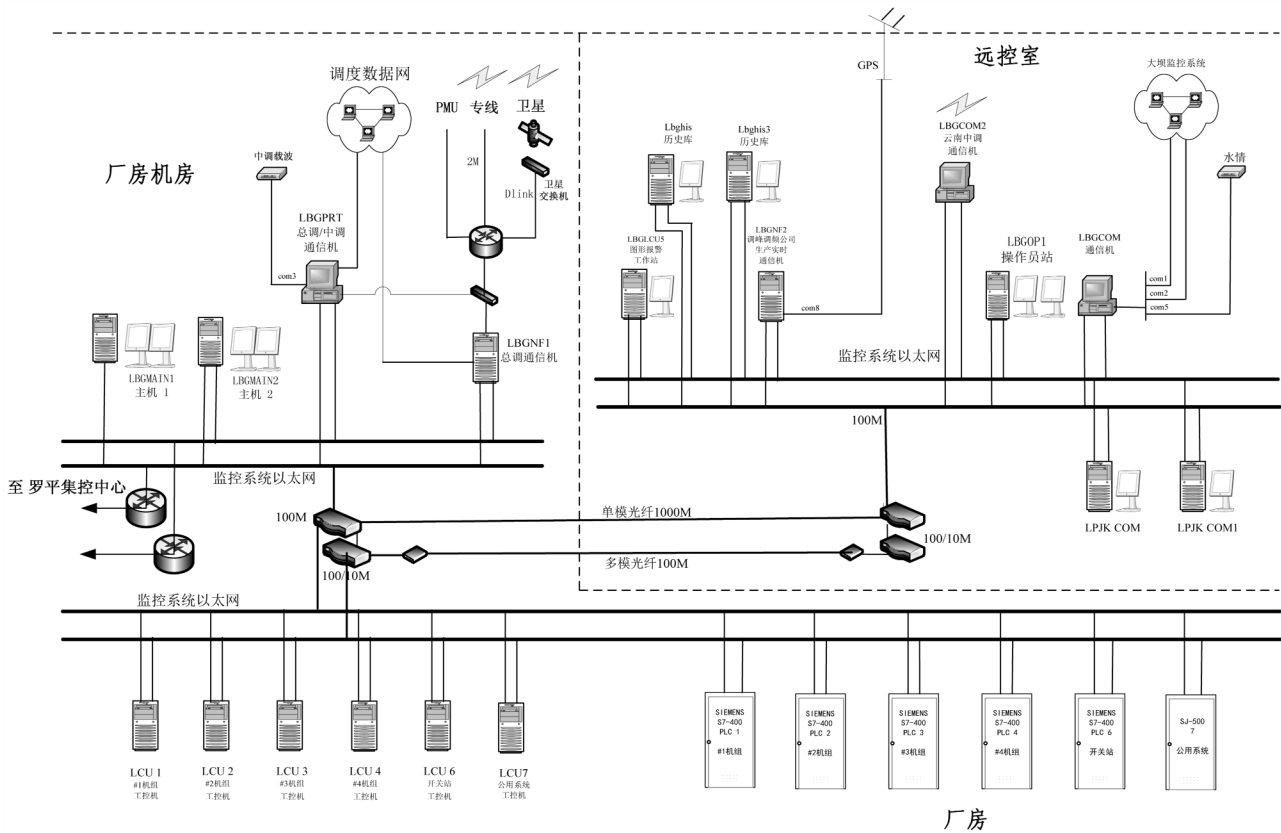 厂房机房
调度数据网
中调载波
LBGPRT
总调/中调
通信机
com3
PMU
专线
卫星
2M
Dlink
卫星
交换机
LBGNF1
总调通信机
LBGMAIN1
主机 1
LBGMAIN2
主机 2
监控系统以太网
至 罗平集控中心
远控室
GPS
Lbghis
历史库
Lbghis3
历史库
LBGLCU5
图形报警
工作站
LBGNF2
调峰调频公司
生产实时
通信机
com8
LBGCOM2
云南中调
通信机
LBGOP1
操作员站
LBGCOM
通信机
大坝监控系统
水情
com1
com2
com5
监控系统以太网
100M
LPJK COM
LPJK COM1
100M
单模光纤1000M
100/10M
100/10M
多模光纤100M
监控系统以太网
LCU 1
#1机组
工控机
LCU 2
#2机组
工控机
LCU 3
#3机组
工控机
LCU 4
#4机组
工控机
LCU 6
开关站
工控机
LCU7
公用系统
工控机
SIEMENS
S7-400
PLC 1
#1机组
SIEMENS
S7-400
PLC 2
#2机组
SIEMENS
S7-400
PLC 3
#3机组
SIEMENS
S7-400
PLC 4
#4机组
SIEMENS
S7-400
PLC 6
开关站
SJ-500
7
公用系统
厂房